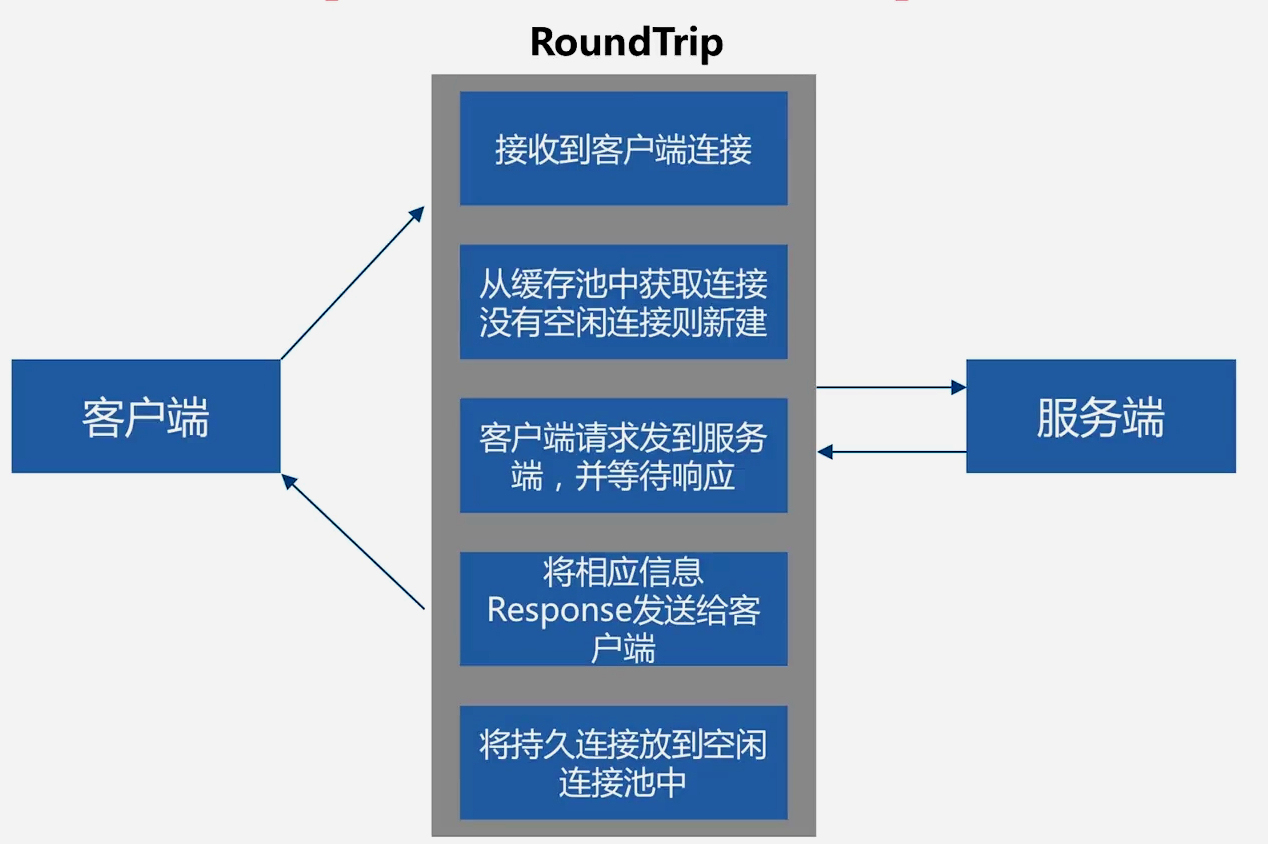 RoundTrip
接收到客户端连接
从缓存池中获取连接
没有空闲连接则新建
客户端请求发到服务
端，并等待响应
将相应信息
Response发送给客
户端
将持久连接放到空闲
连接池中
客户端
服务端